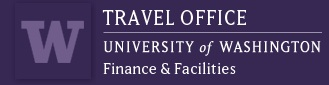 W
TRAVEL OFFICE
UNIVERSITY of WASHINGTON
Finance & Facilities